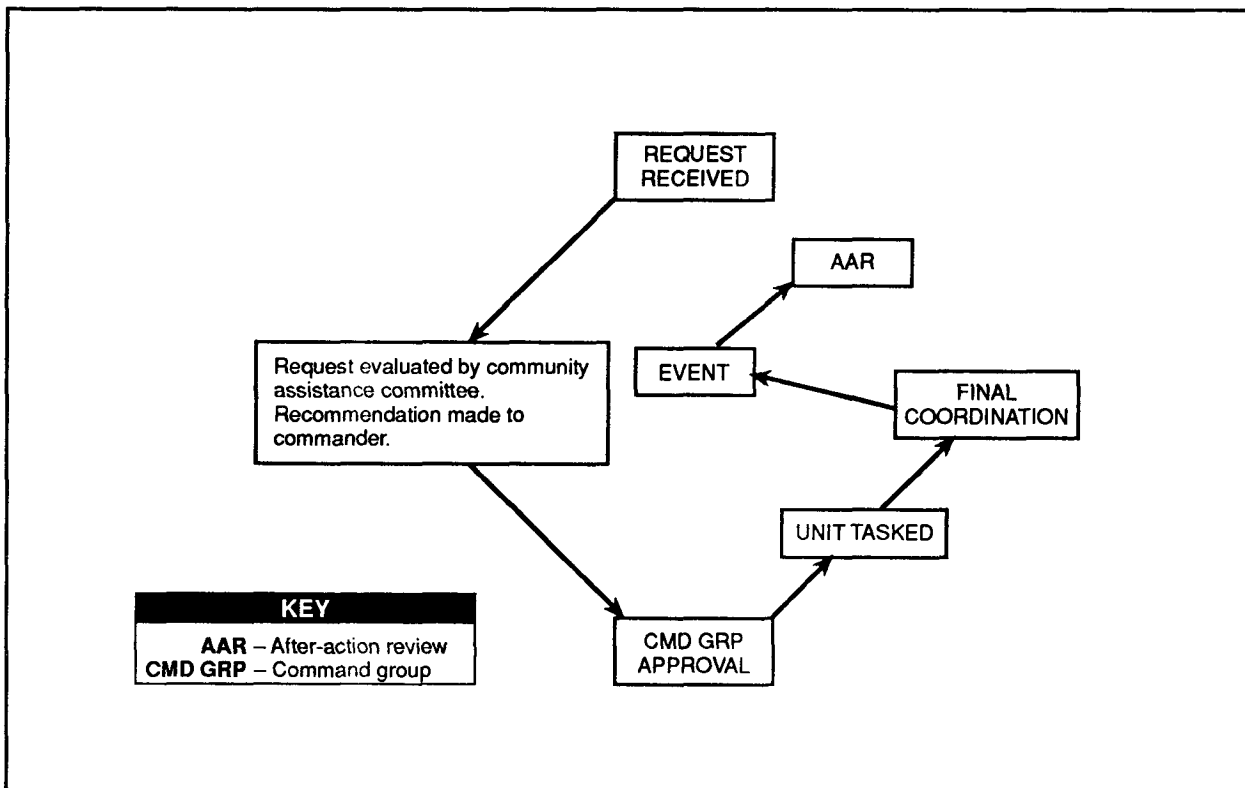 REQUEST
RECEIVED
AAR
Request evaluated by community
assistance committee.
Recommendation made to
commander.
EVENT
FINAL
COORDINATION
UNIT TASKED
CMD GRP
APPROVAL
KEY
AAR – After-action review
CMD GRP – Command group